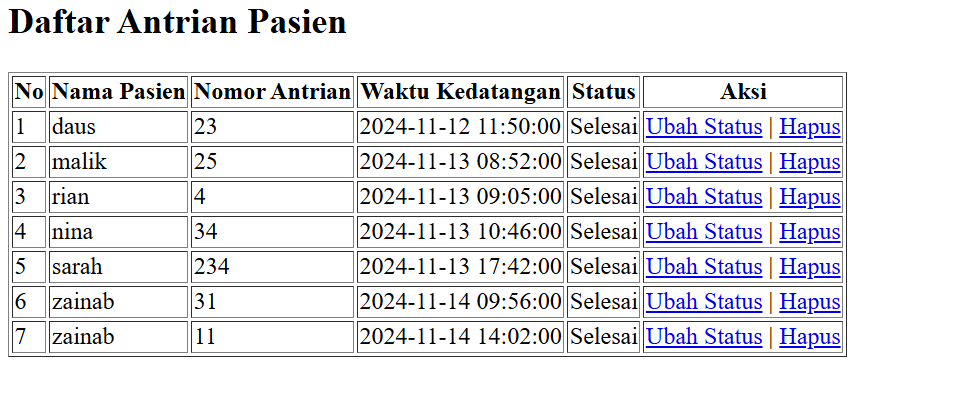 Daftar Antrian Pasien
No Nama Pasien Nomor Antrian Waktu Kedatangan Status Aksi
1 daus 23 2024-11-12 11:50:00 Selesai Ubah Status | Hapus
2 malik 25 2024-11-13 08:52:00 Selesai Ubah Status | Hapus
3 rian 4 2024-11-13 09:05:00 Selesai Ubah Status | Hapus
4 nina 34 2024-11-13 10:46:00 Selesai Ubah Status | Hapus
5 sarah 234 2024-11-13 17:42:00 Selesai Ubah Status | Hapus
6 zainab 31 2024-11-14 09:56:00 Selesai Ubah Status | Hapus
7 zainab 11 2024-11-14 14:02:00 Selesai Ubah Status | Hapus